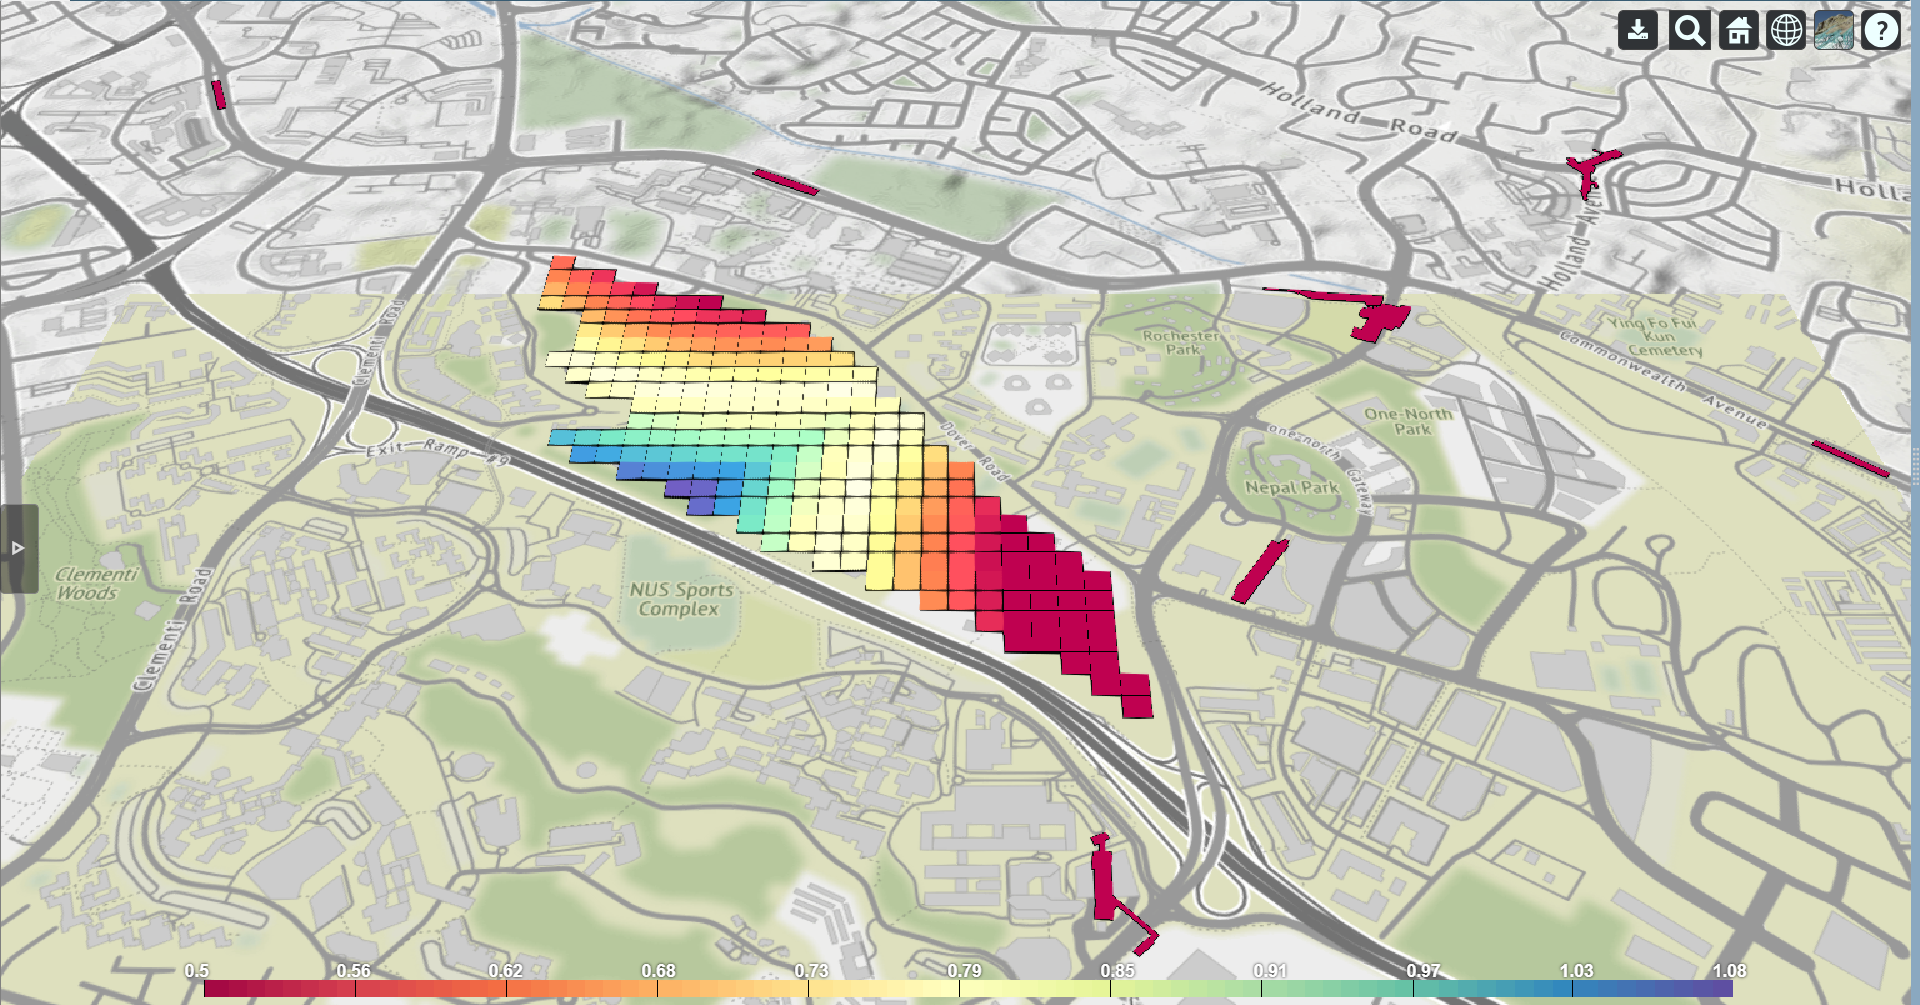 ?
Holland Road
Holla
Holland Aven
Clementi Road
Rochester
Park
Ying Fo Fui
Kun
Cemetery
Commonwealth Avenue
One-North
Park
one-north Gateway
Dover Road
Exit Ramp #9
Nepal Park
Clementi
Woods
Clementi Road
NUS Sports
Complex
0.5 0.56 0.62 0.68 0.73 0.79 0.85 0.91 0.97 1.03 1.08